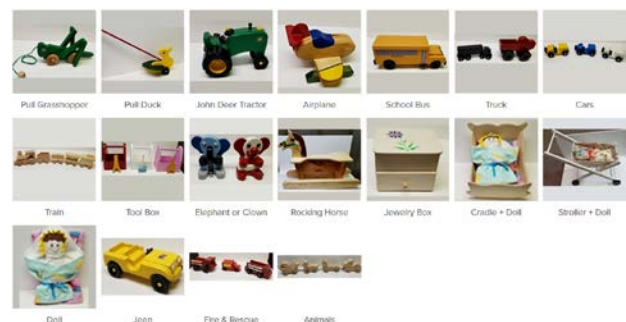 Pull Grasshopper
Pull Duck
John Deer Tractor
Airplane
School Bus
Truck
Cars
Train
Tool Box
Elephant or Clown
Rocking Horse
Jewelry Box
Cradle + Doll
Stroller + Doll
Doll
Jeep
Fire & Rescue
Animals